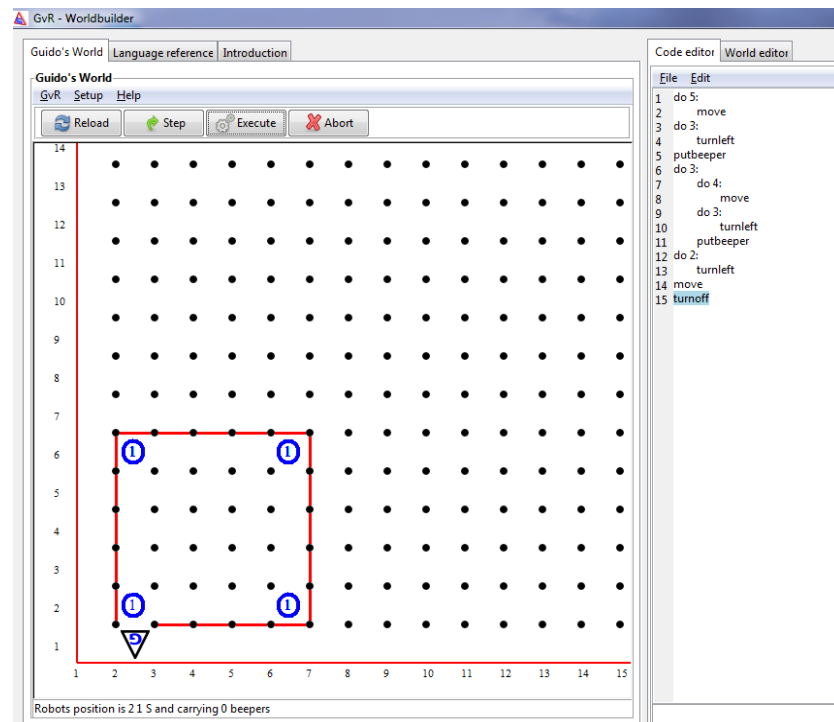 GvR - Worldbuilder
Guido's World Language reference Introduction
Guido's World
GvR Setup Help
Reload Step Execute Abort
14
13
12
11
10
9
8
7
6
5
4
3
2
1
1 1
1 1
G
1 2 3 4 5 6 7 8 9 10 11 12 13 14 15
Robots position is 2 1 S and carrying 0 beepers
Code editor World editor
File Edit
1 do 5:
2 move
3 do 3:
4 turnleft
5 putbeeper
6 do 3:
7 do 4:
8 move
9 do 3:
10 turnleft
11 putbeeper
12 do 2:
13 turnleft
14 move
15 turnoff